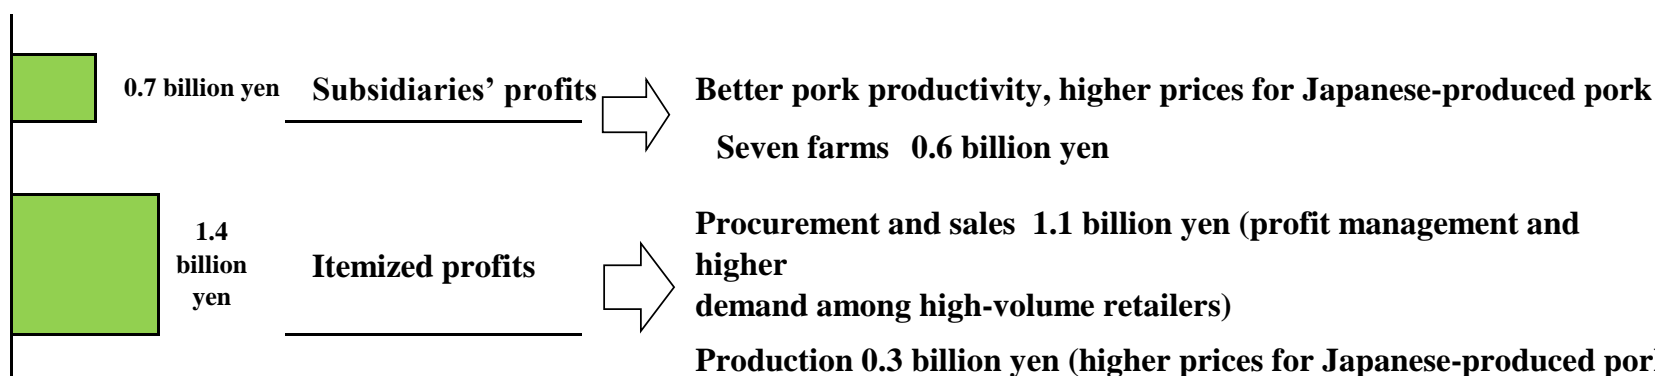 0.7 billion yen
Subsidiaries’ profits
Better pork productivity, higher prices for Japanese-produced pork
Seven farms 0.6 billion yen
1.4
billion
yen
Itemized profits
Procurement and sales 1.1 billion yen (profit management and
higher
demand among high-volume retailers)
Production 0.3 billion yen (higher prices for Japanese-produced